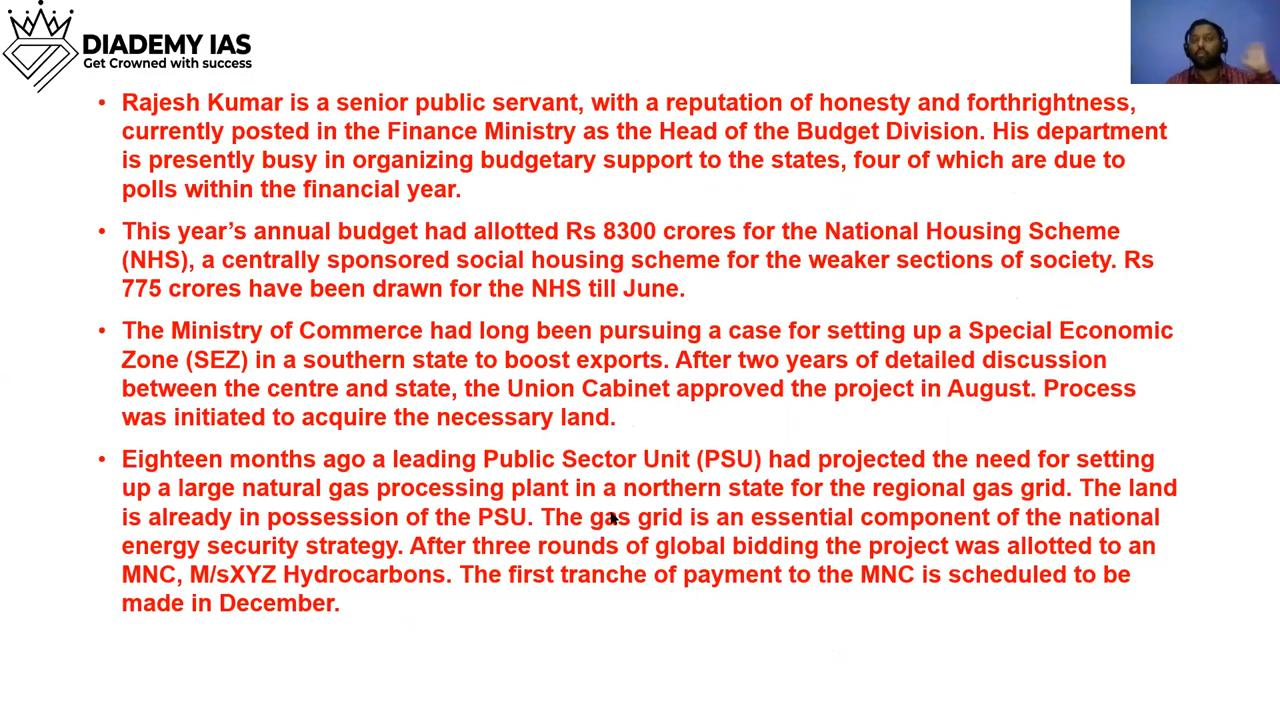 DIADEMY IAS
Get Crowned with success
• Rajesh Kumar is a senior public servant, with a reputation of honesty and forthrightness,
currently posted in the Finance Ministry as the Head of the Budget Division. His department
is presently busy in organizing budgetary support to the states, four of which are due to
polls within the financial year.
• This year’s annual budget had allotted Rs 8300 crores for the National Housing Scheme
(NHS), a centrally sponsored social housing scheme for the weaker sections of society. Rs
775 crores have been drawn for the NHS till June.
• The Ministry of Commerce had long been pursuing a case for setting up a Special Economic
Zone (SEZ) in a southern state to boost exports. After two years of detailed discussion
between the centre and state, the Union Cabinet approved the project in August. Process
was initiated to acquire the necessary land.
• Eighteen months ago a leading Public Sector Unit (PSU) had projected the need for setting
up a large natural gas processing plant in a northern state for the regional gas grid. The land
is already in possession of the PSU. The gas grid is an essential component of the national
energy security strategy. After three rounds of global bidding the project was allotted to an
MNC, M/sXYZ Hydrocarbons. The first tranche of payment to the MNC is scheduled to be
made in December.